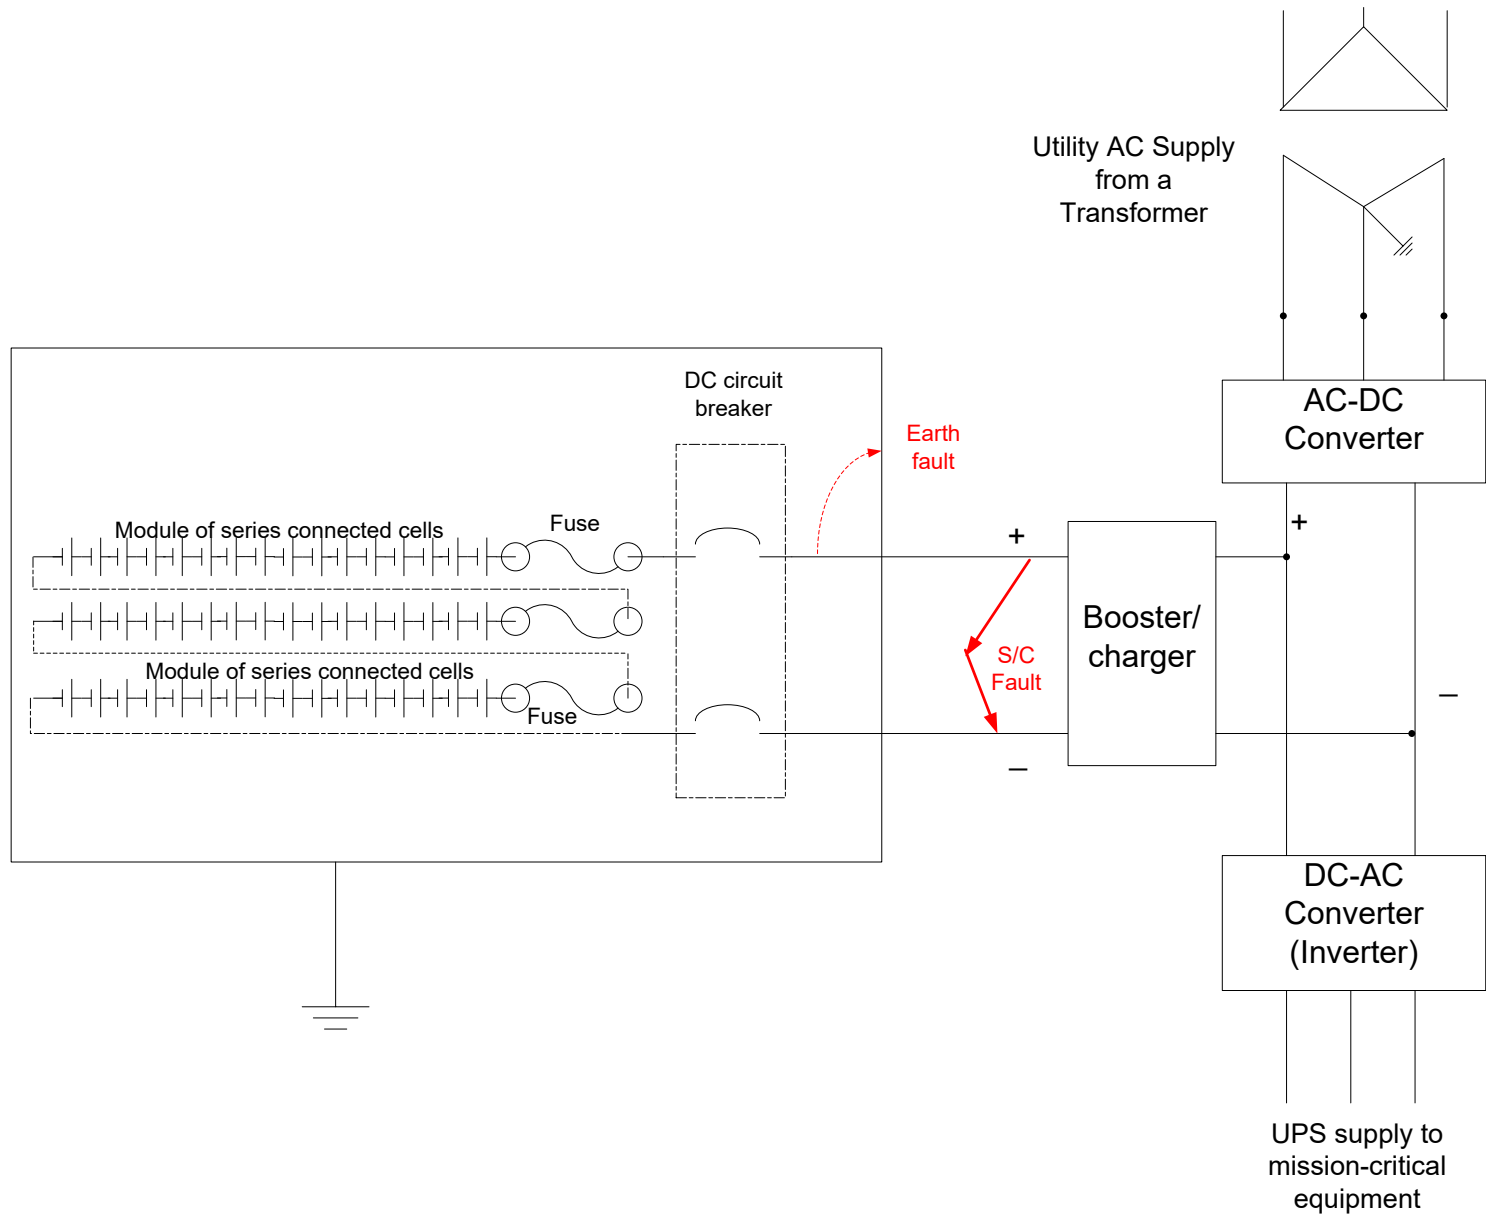 Utility AC Supply
from a
Transformer
DC circuit
breaker
AC-DC
Converter
Earth
fault
Module of series connected cells
Fuse
+
+
Booster/
charger
S/C
Fault
Module of series connected cells
Fuse
–
–
DC-AC
Converter
(Inverter)
UPS supply to
mission-critical
equipment